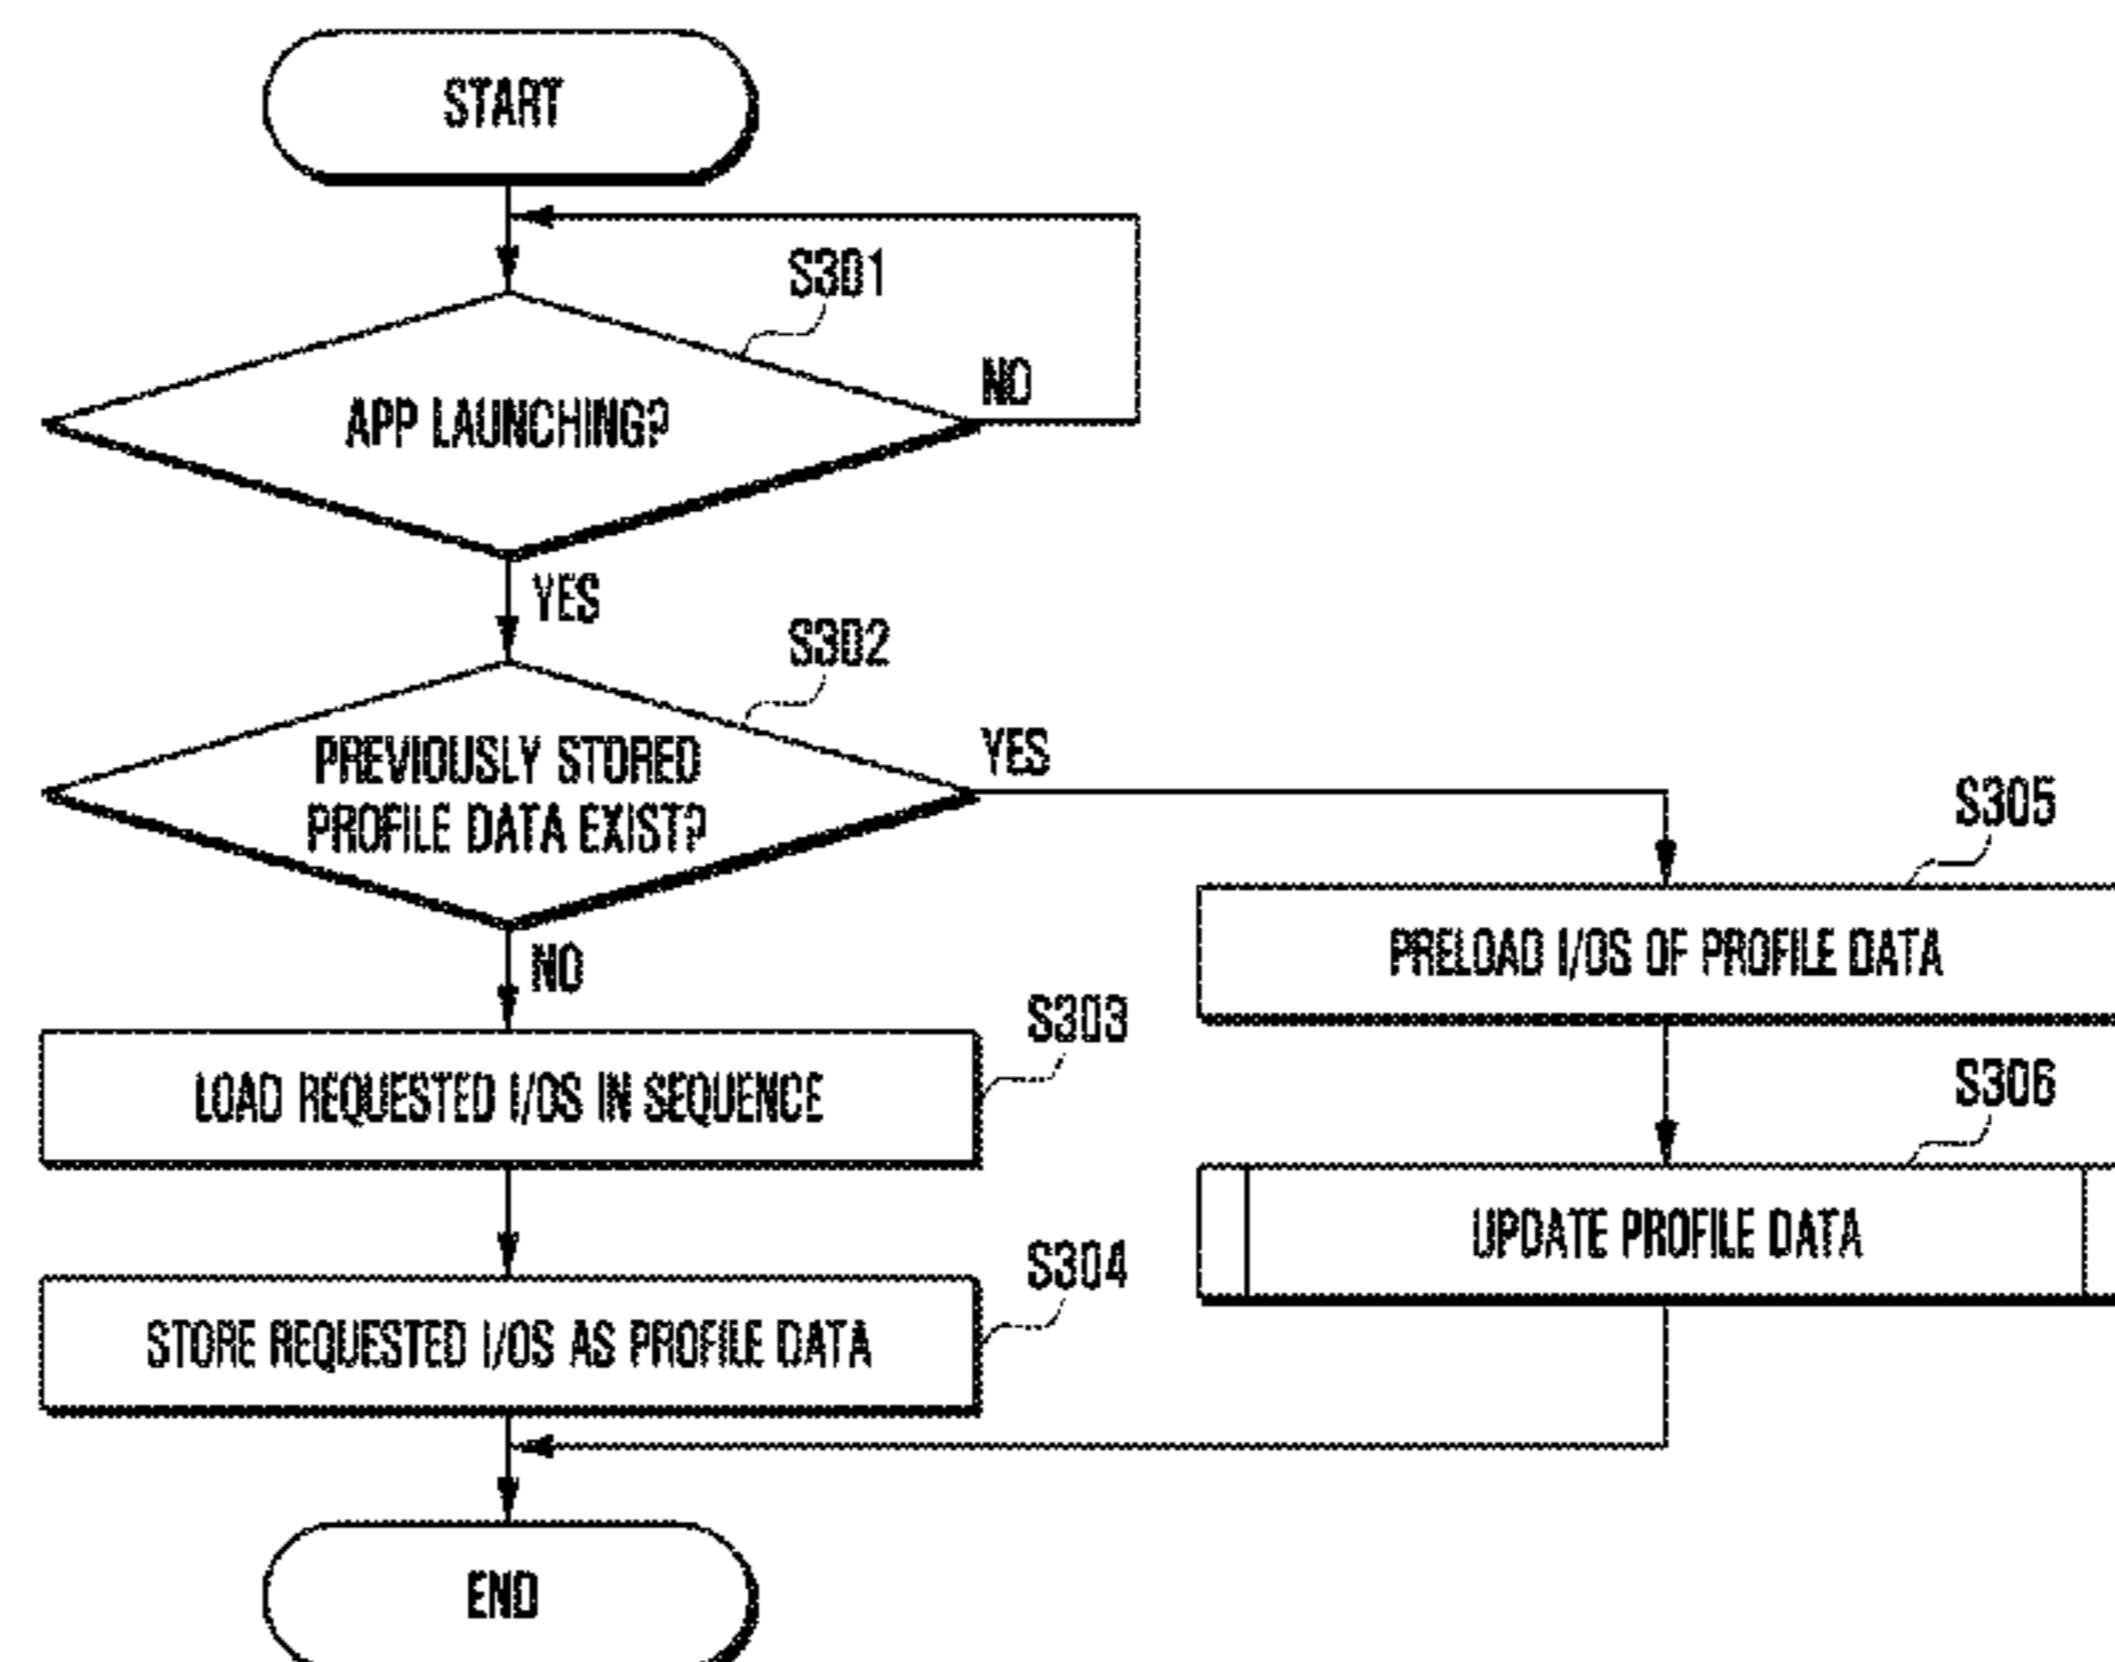 START
S301
NO
APP LAUNCHING?
YES
S302
PREVIOUSLY STORED
PROFILE DATA EXIST?
YES
S305
PRELOAD I/OS OF PROFILE DATA
NO
S303
LOAD REQUESTED I/OS IN SEQUENCE
S306
UPDATE PROFILE DATA
S304
STORE REQUESTED I/OS AS PROFILE DATA
END